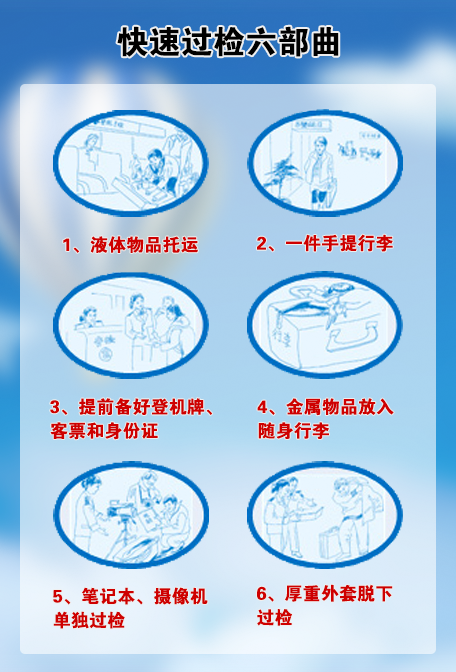 快速过检六部曲
1、液体物品托运
2、一件手提行李
3、提前备好登机牌、
客票和身份证
4、金属物品放入
随身行李
5、笔记本、摄像机
单独过检
6、厚重外套脱下
过检